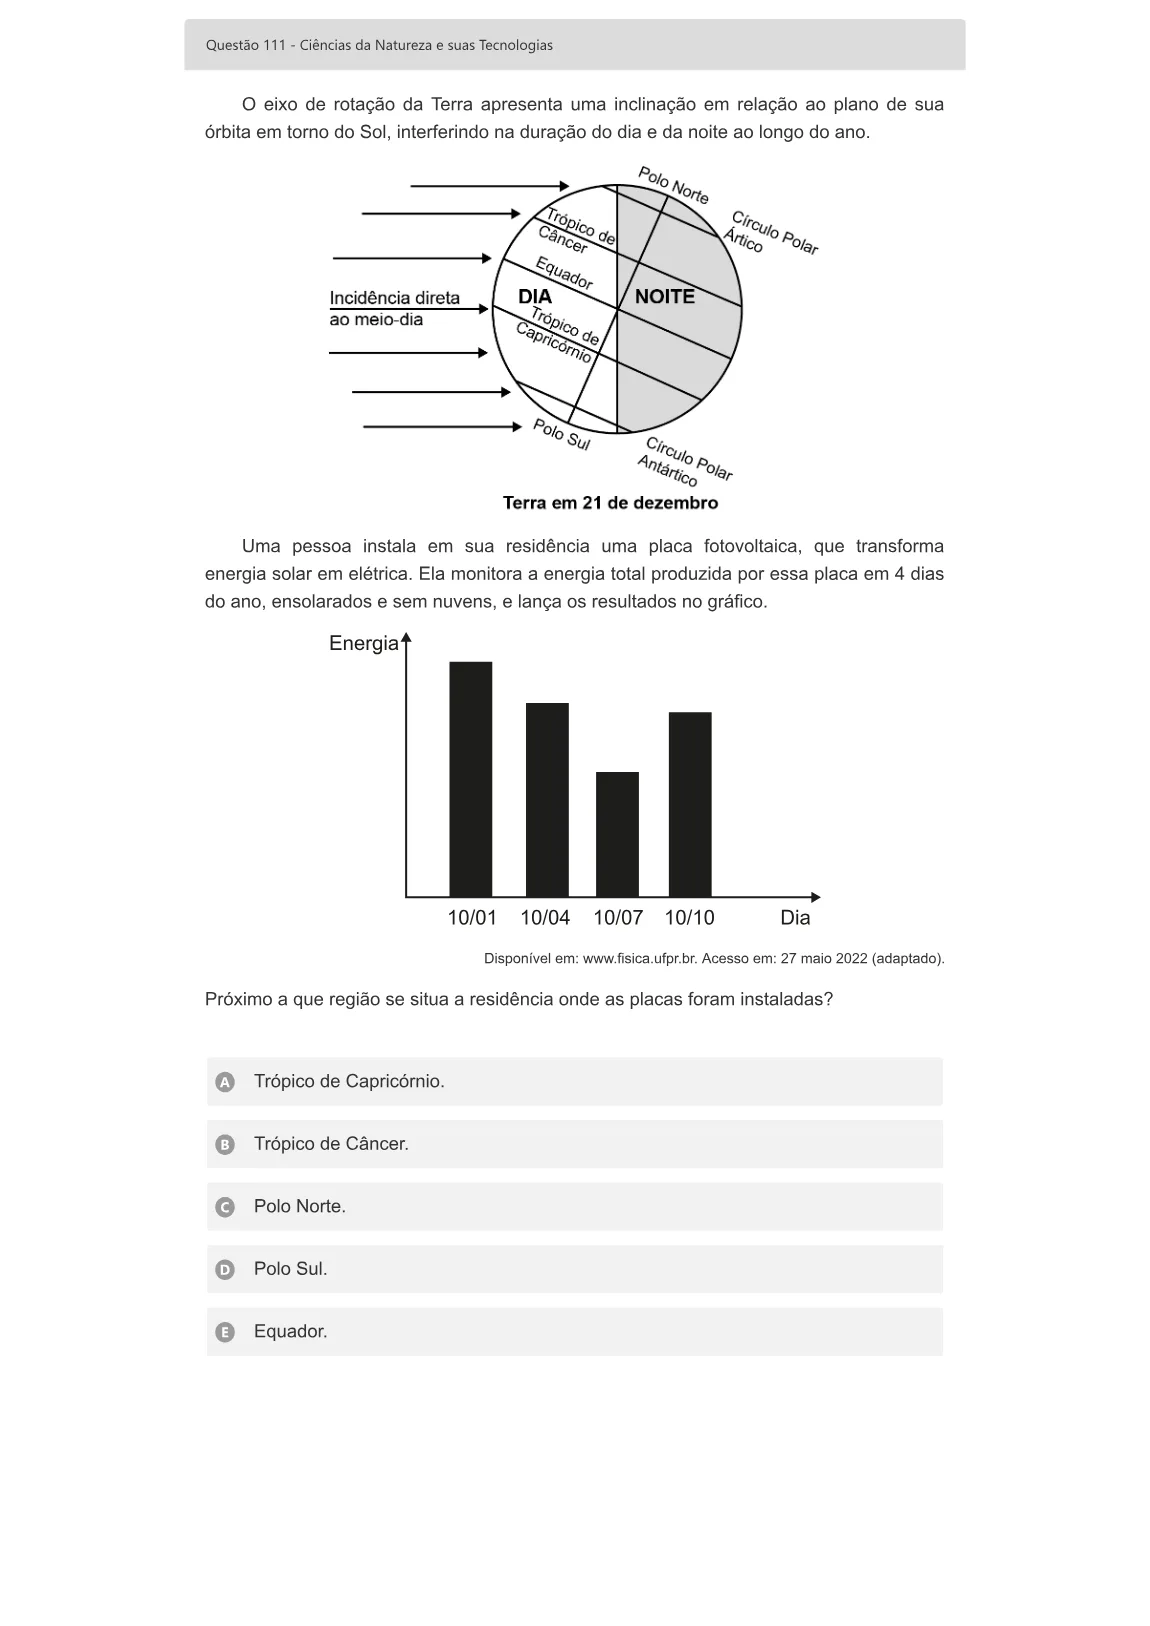 Questão 111 - Ciências da Natureza e suas Tecnologias
O eixo de rotação da Terra apresenta uma inclinação em relação ao plano de sua
órbita em torno do Sol, interferindo na duração do dia e da noite ao longo do ano.
Polo Norte
Círculo Polar
Ártico
Trópico de
Câncer
Equador
DIA
NOITE
Incidência direta
ao meio-dia
Trópico de
Capricórnio
Polo Sul
Círculo Polar
Antártico
Terra em 21 de dezembro
Uma pessoa instala em sua residência uma placa fotovoltaica, que transforma
energia solar em elétrica. Ela monitora a energia total produzida por essa placa em 4 dias
do ano, ensolarados e sem nuvens, e lança os resultados no gráfico.
Energia
10/01 10/04 10/07 10/10 Dia
Disponível em: www.fisica.ufpr.br. Acesso em: 27 maio 2022 (adaptado).
Próximo a que região se situa a residência onde as placas foram instaladas?
A Trópico de Capricórnio.
B Trópico de Câncer.
C Polo Norte.
D Polo Sul.
E Equador.